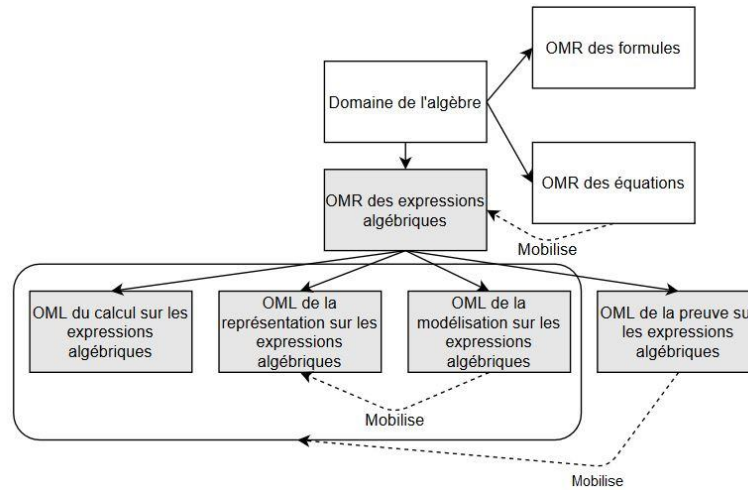 OMR des formules
Domaine de l'algèbre
OMR des équations
OMR des expressions
algébriques
Mobilise
OML du calcul sur les
expressions
algébriques
OML de la
représentation sur les
expressions
algébriques
OML de la
modélisation sur les
expressions
algébriques
OML de la preuve su
les expressions
algébriques
Mobilise
Mobilise